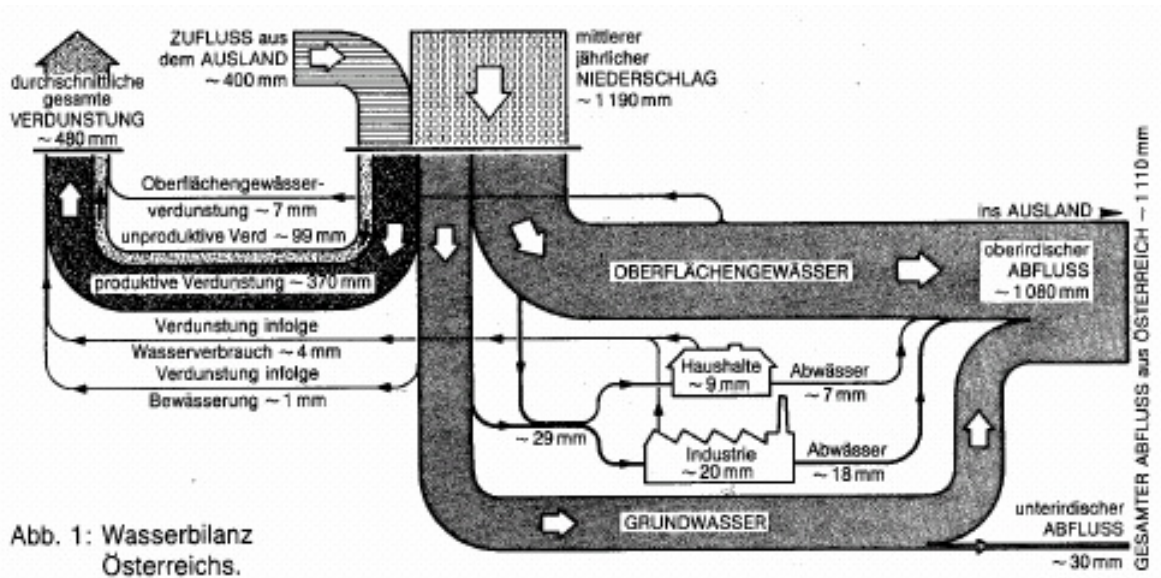 ZUFLUSS aus
dem AUSLAND
~ 400 mm
mittlerer
jährlicher
NIEDERSCHLAG
~ 1 190 mm
durchschnittliche
gesamte
VERDUNSTUNG
~ 480 mm
Oberflächengewässer-
verdunstung ~ 7 mm
unproduktive Verd ~ 99 mm
produktive Verdunstung ~ 370 mm
Verdunstung infolge
Wasserverbrauch ~ 4 mm
Verdunstung infolge
Bewässerung ~ 1 mm
OBERFLÄCHENGEWÄSSER
ins AUSLAND
oberirdischer
ABFLUSS
~ 1 080 mm
Haushalte
~ 9 mm
Abwässer
~ 7 mm
~ 29 mm
Industrie
~ 20 mm
Abwässer
~ 18 mm
GRUNDWASSER
unterirdischer
ABFLUSS
~ 30 mm
GESAMTER ABFLUSS aus ÖSTERREICH ~ 1 110 mm
Abb. 1: Wasserbilanz
Österreichs.